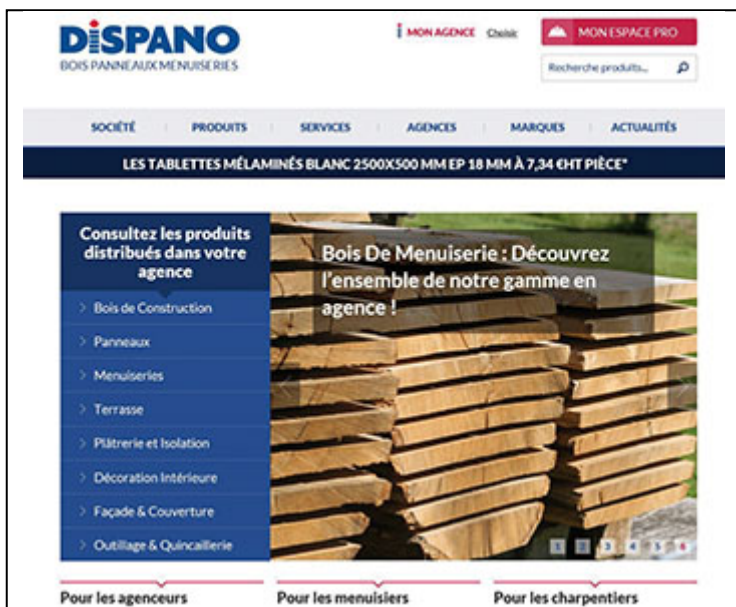 DiSPANO
BOIS PANNEAUX MENUISERIES
MON AGENCE Choisir
MON ESPACE PRO
Recherche produits...
SOCIÉTÉ PRODUITS SERVICES AGENCES MARQUES ACTUALITÉS
LES TABLETTES MÉLAMINÉS BLANC 2500X500 MM EP 18 MM À 7,34 €HT PIÈCE*
Consultez les produits
distribués dans votre
agence
Bois de Construction
Panneaux
Menuiseries
Terrasse
Plâtrerie et Isolation
Décoration Intérieure
Façade & Couverture
Outillage & Quincaillerie
Bois De Menuiserie : Découvrez
l'ensemble de notre gamme en
agence !
1 2 3 4 5 6
Pour les agenceurs
Pour les menuisiers
Pour les charpentiers